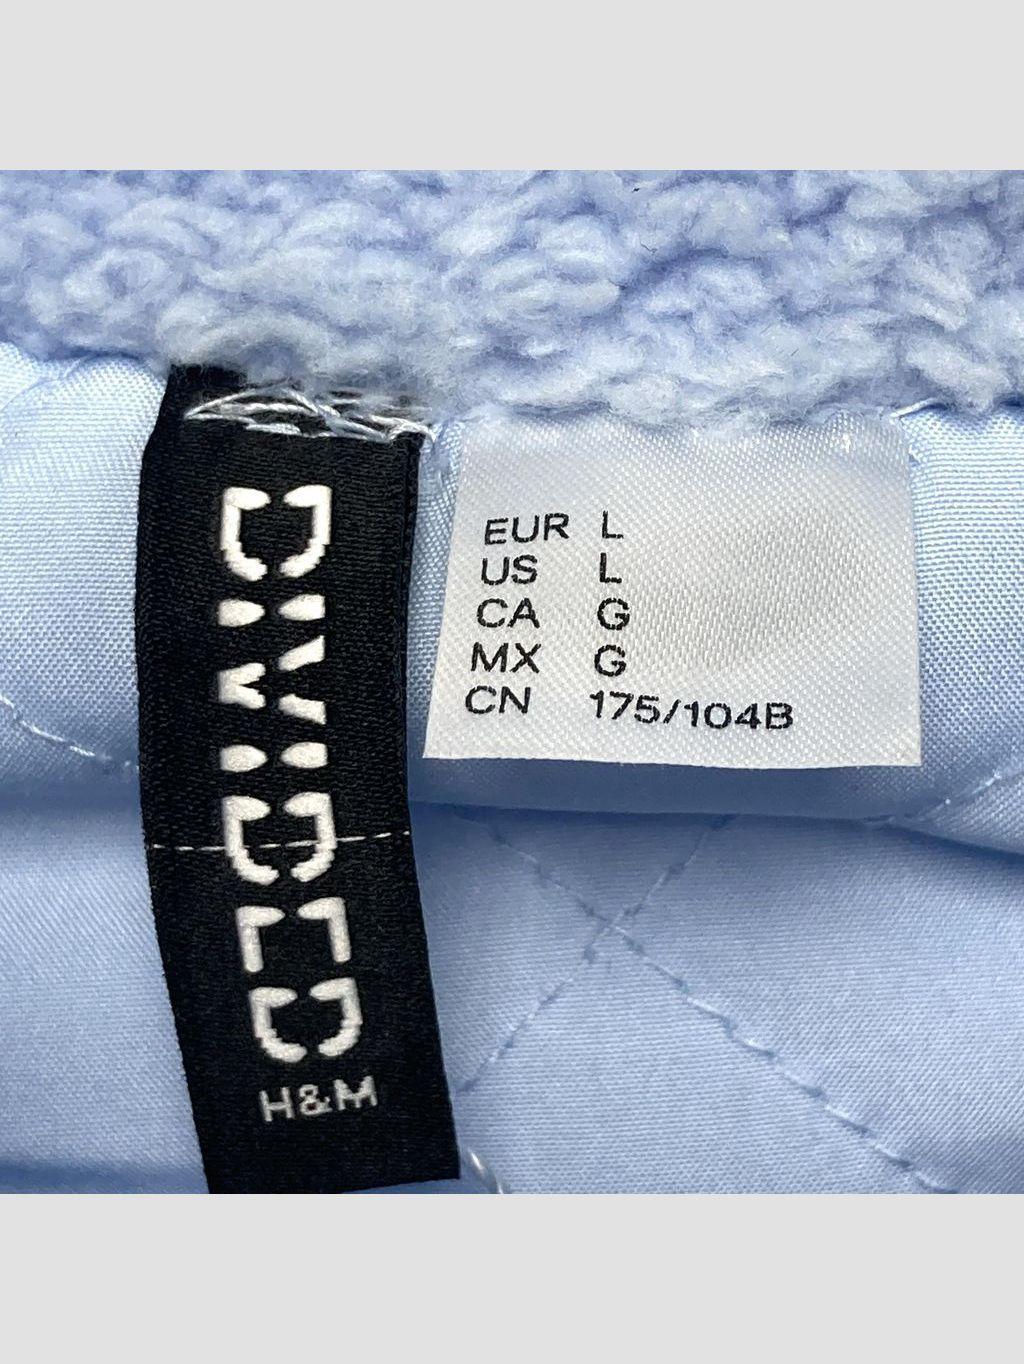 DIVIDED
H&M
EUR L
US L
CA G
MX G
CN 175/104B